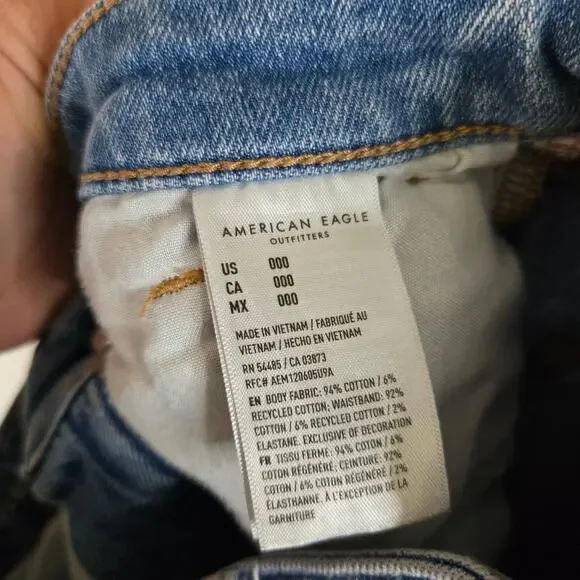 AMERICAN EAGLE
OUTFITTERS
US 000
CA 000
MX 000
MADE IN VIETNAM / FABRIQUÉ AU
VIETNAM / HECHO EN VIETNAM
RN 54485 / CA 03873
RFC# AEM120605U9A
EN BODY FABRIC: 94% COTTON / 6%
RECYCLED COTTON; WAISTBAND: 92%
COTTON / 6% RECYCLED COTTON / 2%
ELASTANE. EXCLUSIVE OF DECORATION
FR TISSU FERME: 94% COTON / 6%
COTON RÉGÉNÉRÉ; CEINTURE: 92%
COTON / 6% COTON RÉGÉNÉRÉ / 2%
ÉLASTHANNE. À L'EXCEPTION DE LA
GARNITURE